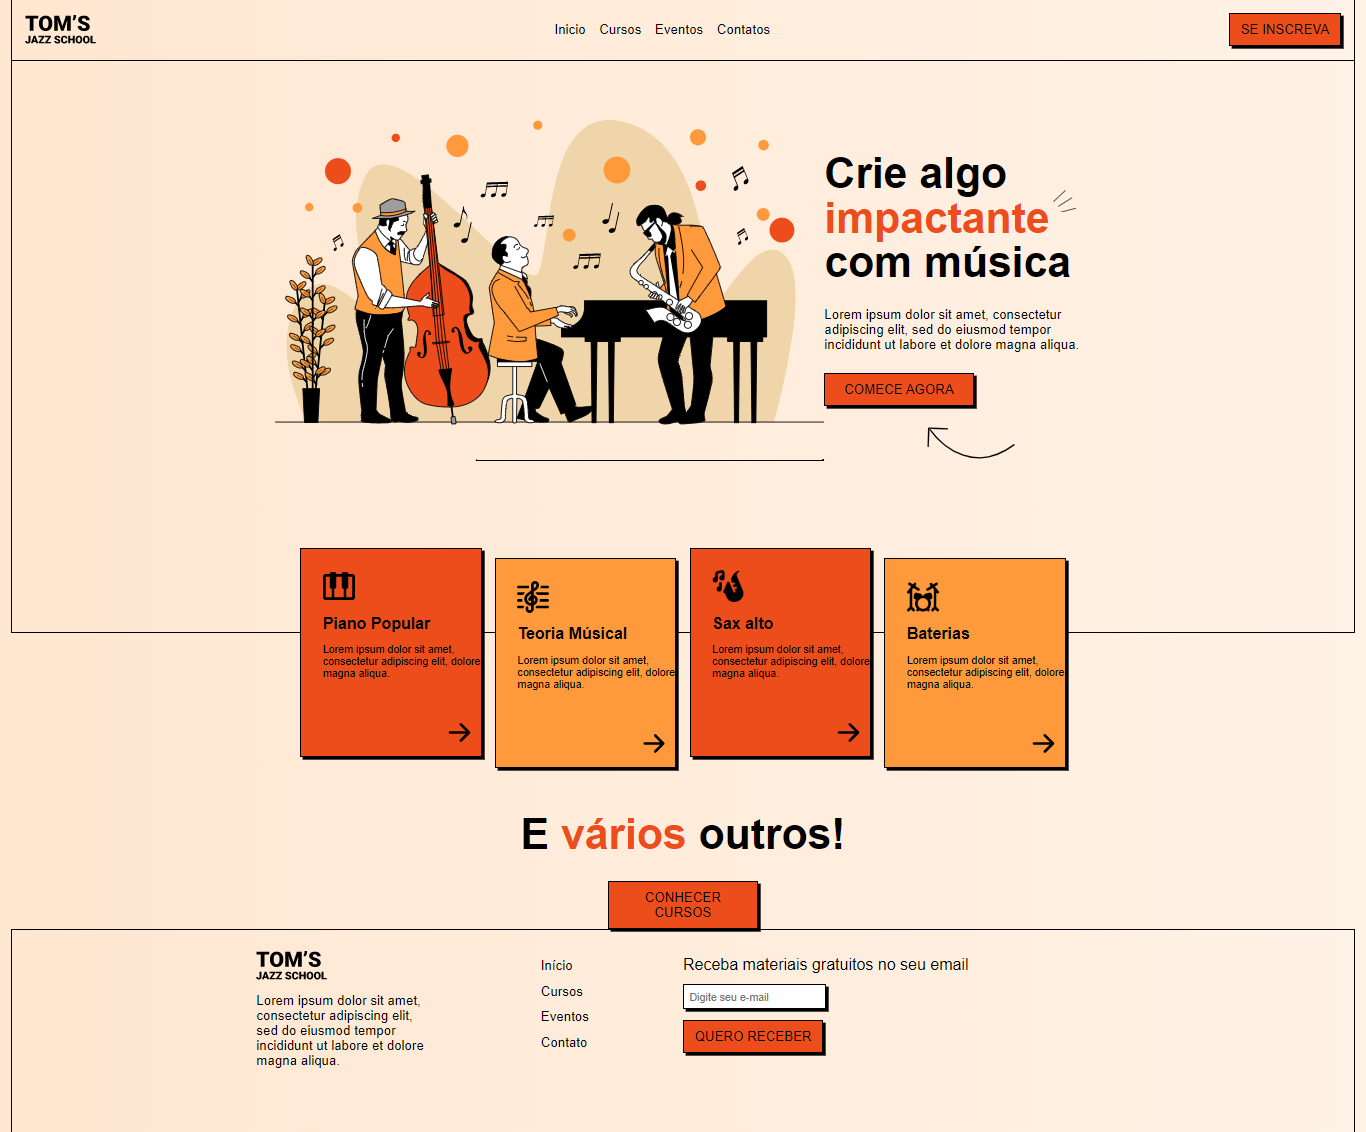 TOM'S
JAZZ SCHOOL
Inicio Cursos Eventos Contatos
SE INSCREVA
Crie algo
impactante
com música
Lorem ipsum dolor sit amet, consectetur
adipiscing elit, sed do eiusmod tempor
incididunt ut labore et dolore magna aliqua.
COMECE AGORA
Piano Popular
Lorem ipsum dolor sit amet,
consectetur adipiscing elit, dolore
magna aliqua.
Teoria Músical
Lorem ipsum dolor sit amet,
consectetur adipiscing elit, dolore
magna aliqua.
Sax alto
Lorem ipsum dolor sit amet,
consectetur adipiscing elit, dolore
magna aliqua.
Baterias
Lorem ipsum dolor sit amet,
consectetur adipiscing elit, dolore
magna aliqua.
E vários outros!
CONHECER
CURSOS
TOM'S
JAZZ SCHOOL
Lorem ipsum dolor sit amet,
consectetur adipiscing elit,
sed do eiusmod tempor
incididunt ut labore et dolore
magna aliqua.
Início
Cursos
Eventos
Contato
Receba materiais gratuitos no seu email
Digite seu e-mail
QUERO RECEBER